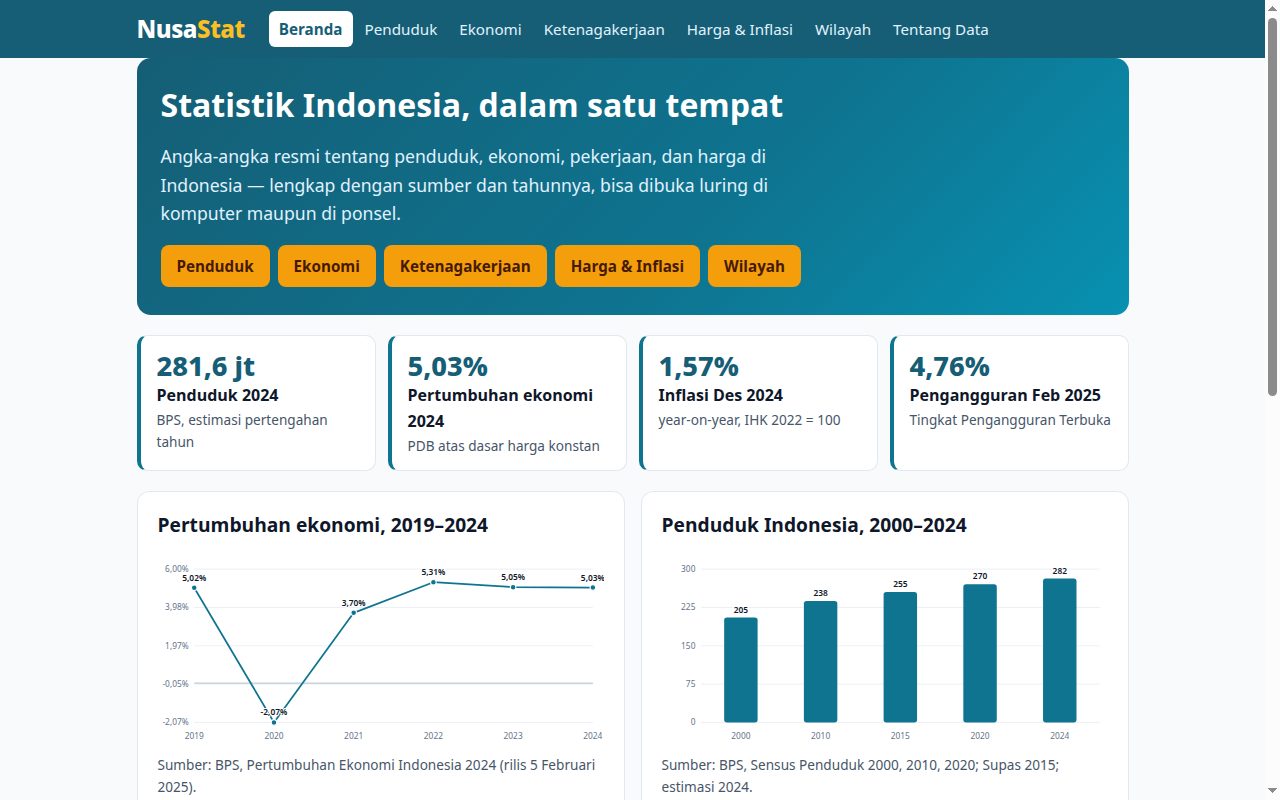 NusaStat
Beranda
Penduduk
Ekonomi
Ketenagakerjaan
Harga & Inflasi
Wilayah
Tentang Data
Statistik Indonesia, dalam satu tempat
Angka-angka resmi tentang penduduk, ekonomi, pekerjaan, dan harga di
Indonesia — lengkap dengan sumber dan tahunnya, bisa dibuka luring di
komputer maupun di ponsel.
Penduduk
Ekonomi
Ketenagakerjaan
Harga & Inflasi
Wilayah
281,6 jt
Penduduk 2024
BPS, estimasi pertengahan
tahun
5,03%
Pertumbuhan ekonomi
2024
PDB atas dasar harga konstan
1,57%
Inflasi Des 2024
year-on-year, IHK 2022 = 100
4,76%
Pengangguran Feb 2025
Tingkat Pengangguran Terbuka
Pertumbuhan ekonomi, 2019–2024
6,00%
3,98%
1,97%
-0,05%
-2,07%
5,02%
-2,07%
3,70%
5,31%
5,05%
5,03%
2019
2020
2021
2022
2023
2024
Sumber: BPS, Pertumbuhan Ekonomi Indonesia 2024 (rilis 5 Februari
2025).
Penduduk Indonesia, 2000–2024
300
225
150
75
0
205
238
255
270
282
2000
2010
2015
2020
2024
Sumber: BPS, Sensus Penduduk 2000, 2010, 2020; Supas 2015;
estimasi 2024.